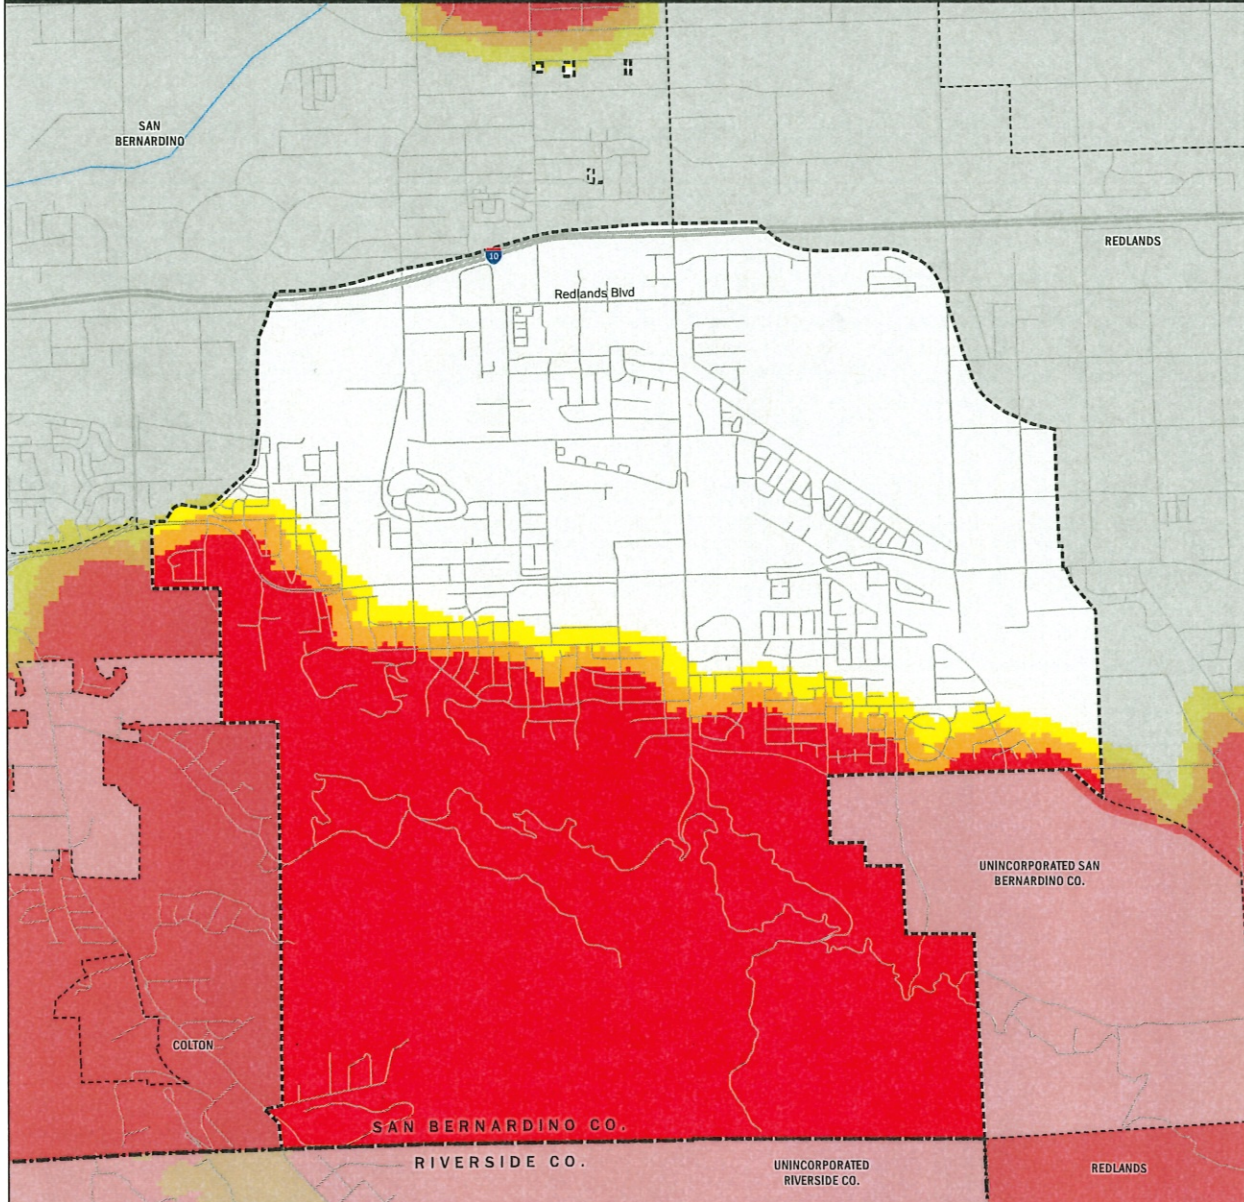 SAN
BERNARDINO
REDLANDS
10
Redlands Blvd
UNINCORPORATED SAN
BERNARDINO CO.
COLTON
SAN BERNARDINO CO.
RIVERSIDE CO.
UNINCORPORATED
RIVERSIDE CO.
REDLANDS